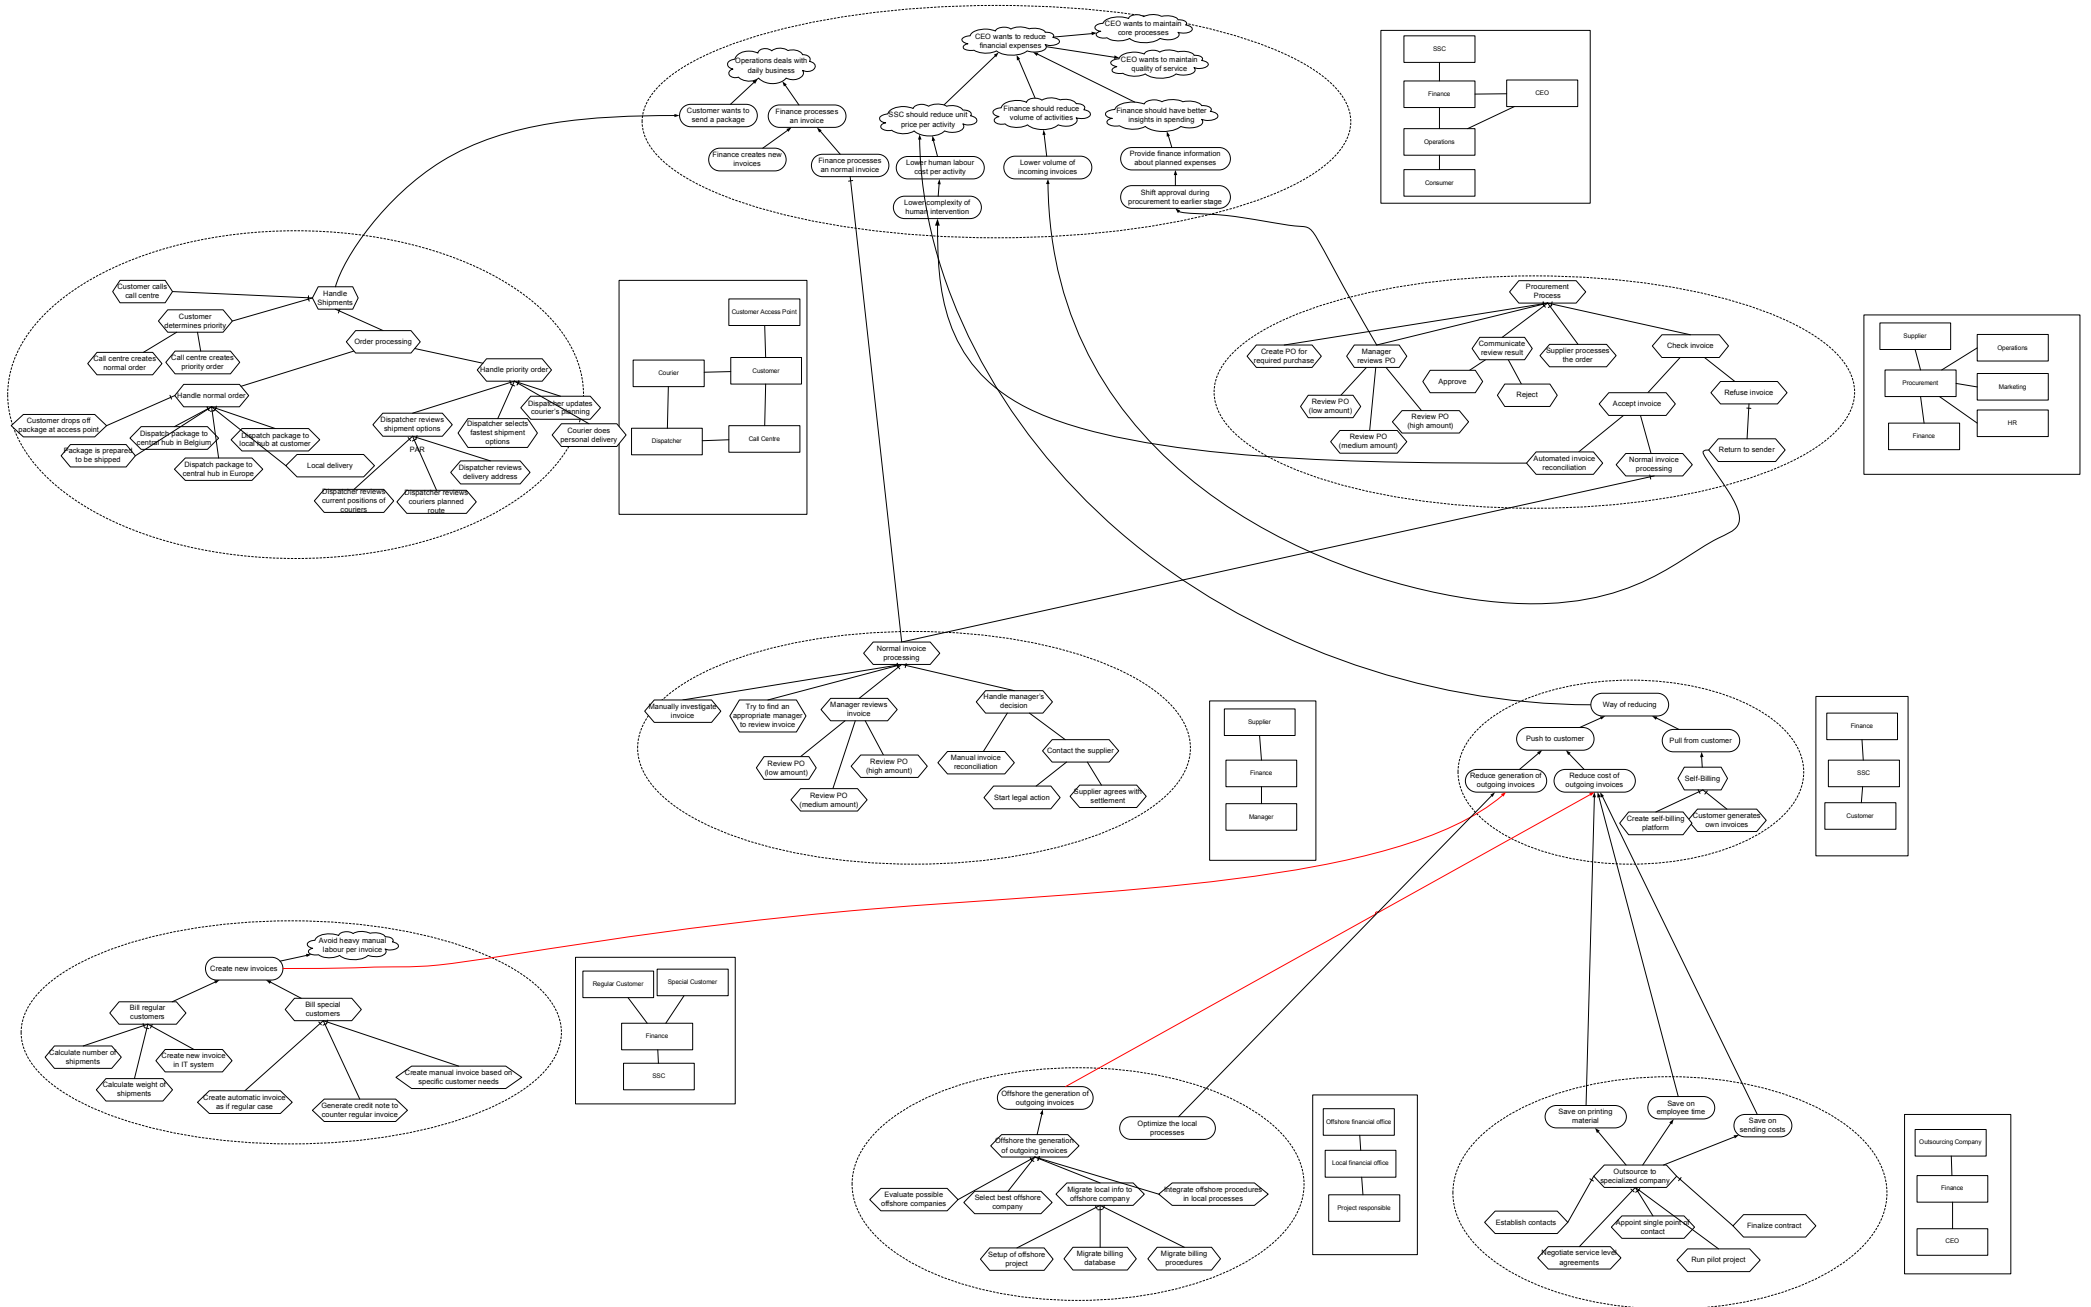 CEO wants to maintain
core processes
CEO wants to reduce
financial expenses
CEO wants to maintain
quality of service
Operations deals with
daily business
Customer wants to
send a package
Finance processes
an invoice
SSC should reduce unit
price per activity
Finance should reduce
volume of activities
Finance should have better
insights in spending
Finance creates new
invoices
Finance processes
an normal invoice
Lower human labour
cost per activity
Lower volume of
incoming invoices
Provide finance information
about planned expenses
Lower complexity of
human intervention
Shift approval during
procurement to earlier stage
SSC
Finance
CEO
Operations
Consumer
Customer calls
call centre
Handle
Shipments
Customer
determines priority
Order processing
Call centre creates
normal order
Call centre creates
priority order
Handle priority order
Handle normal order
Customer drops off
package at access point
Package is prepared
to be shipped
Dispatch package to
central hub in Belgium
Dispatch package to
central hub in Europe
Dispatch package to
local hub at customer
Local delivery
Dispatcher reviews
shipment options
PAR
Dispatcher selects
fastest shipment
options
Dispatcher updates
courier's planning
Courier does
personal delivery
Dispatcher reviews
current positions of
couriers
Dispatcher reviews
couriers planned
route
Dispatcher reviews
delivery address
Customer Access Point
Courier
Customer
Dispatcher
Call Centre
Procurement
Process
Create PO for
required purchase
Manager
reviews PO
Communicate
review result
Supplier processes
the order
Check invoice
Review PO
(low amount)
Review PO
(medium amount)
Review PO
(high amount)
Approve
Reject
Accept invoice
Refuse invoice
Automated invoice
reconciliation
Normal invoice
processing
Return to sender
Supplier
Operations
Procurement
Marketing
HR
Finance
Normal invoice
processing
Manually investigate
invoice
Try to find an
appropriate manager
to review invoice
Manager reviews
invoice
Handle manager's
decision
Review PO
(low amount)
Review PO
(medium amount)
Review PO
(high amount)
Manual invoice
reconciliation
Contact the supplier
Start legal action
Supplier agrees with
settlement
Supplier
Finance
Manager
Way of reducing
Push to customer
Pull from customer
Reduce generation of
outgoing invoices
Reduce cost of
outgoing invoices
Self-Billing
Create self-billing
platform
Customer generates
own invoices
Finance
SSC
Customer
Avoid heavy manual
labour per invoice
Create new invoices
Bill regular
customers
Bill special
customers
Calculate number of
shipments
Calculate weight of
shipments
Create new invoice
in IT system
Create automatic invoice
as if regular case
Generate credit note to
counter regular invoice
Create manual invoice based on
specific customer needs
Regular Customer
Special Customer
Finance
SSC
Offshore the generation of
outgoing invoices
Optimize the local
processes
Offshore the generation
of outgoing invoices
Evaluate possible
offshore companies
Select best offshore
company
Migrate local info to
offshore company
Integrate offshore procedures
in local processes
Setup of offshore
project
Migrate billing
database
Migrate billing
procedures
Offshore financial office
Local financial office
Project responsible
Save on printing
material
Save on
employee time
Save on
sending costs
Outsource to
specialized company
Establish contacts
Negotiate service level
agreements
Appoint single point of
contact
Run pilot project
Finalize contract
Outsourcing Company
Finance
CEO